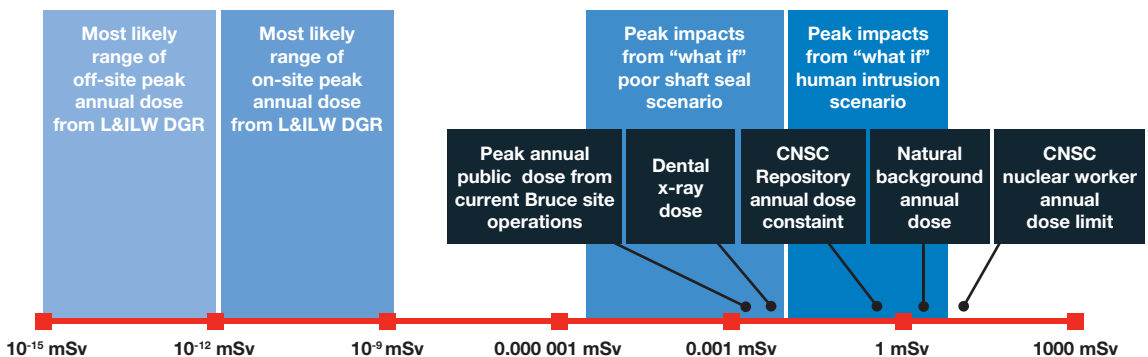 Most likely
range of
off-site peak
annual dose
from L&ILW DGR
Most likely
range of
on-site peak
annual dose
from L&ILW DGR
Peak impacts
from “what if”
poor shaft seal
scenario
Peak impacts
from “what if”
human intrusion
scenario
Peak annual
public dose from
current Bruce site
operations
Dental
x-ray
dose
CNSC
Repository
annual dose
constaint
Natural
background
annual
dose
CNSC
nuclear worker
annual
dose limit
10⁻¹⁵ mSv
10⁻¹² mSv
10⁻⁹ mSv
0.000 001 mSv
0.001 mSv
1 mSv
1000 mSv